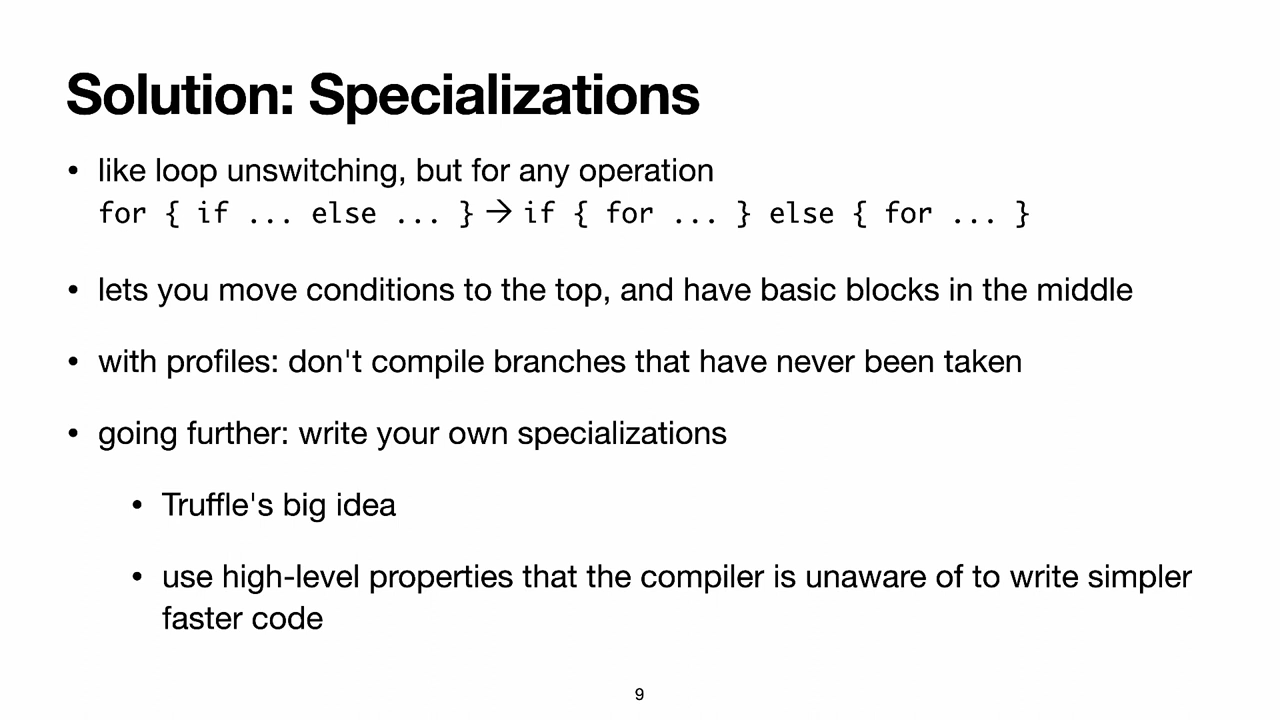 Solution: Specializations
• like loop unswitching, but for any operation
for { if ... else ... } → if { for ... } else { for ... }
• lets you move conditions to the top, and have basic blocks in the middle
• with profiles: don't compile branches that have never been taken
• going further: write your own specializations
• Truffle's big idea
• use high-level properties that the compiler is unaware of to write simpler
faster code
9